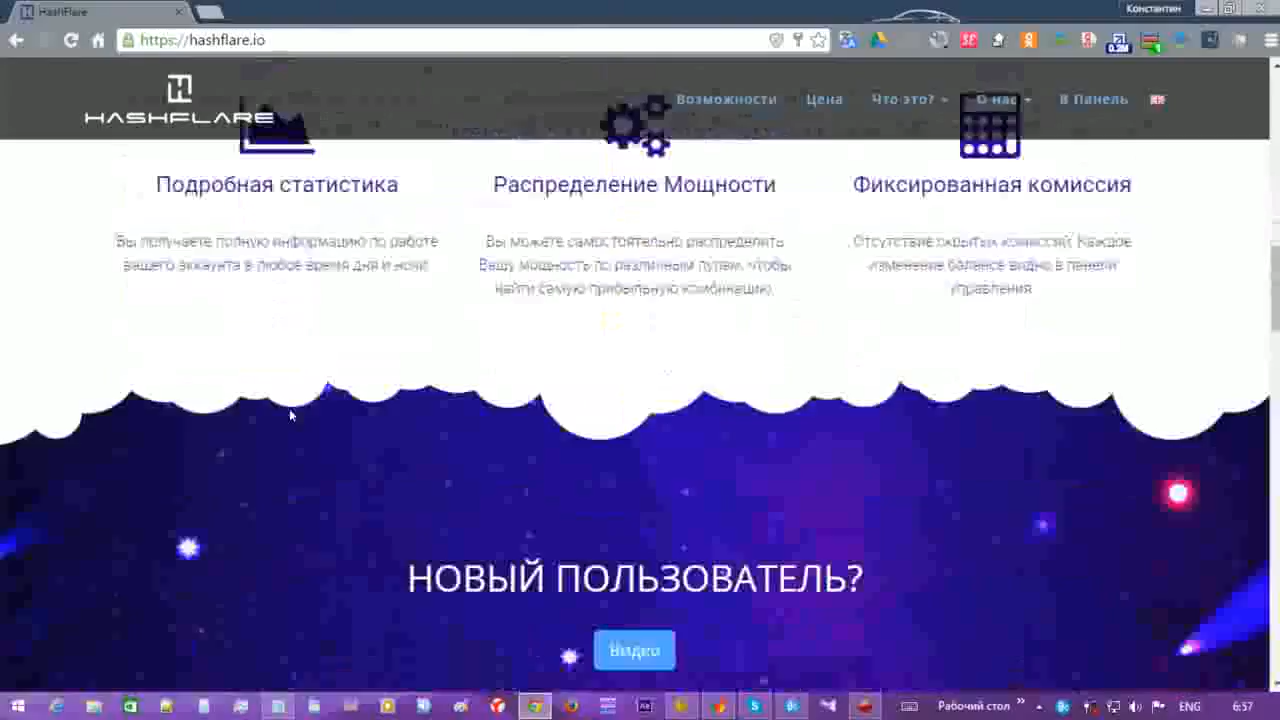 HashFlare
Константин
https://hashflare.io
0.2M
HASHFLARE
Возможности
Цена
Что это?
О нас
В Панель
Подробная статистика
Распределение Мощности
Фиксированная комиссия
Вы получаете полную информацию по работе
вашего аккаунта в любое время дня и ночи.
Вы можете самостоятельно распределить
Вашу мощность по различным пулам, чтобы
найти самую прибыльную комбинацию.
Отсутствие скрытых комиссий. Каждое
изменение баланса видно в панели
управления.
НОВЫЙ ПОЛЬЗОВАТЕЛЬ?
Видео
Рабочий стол
ENG
6:57